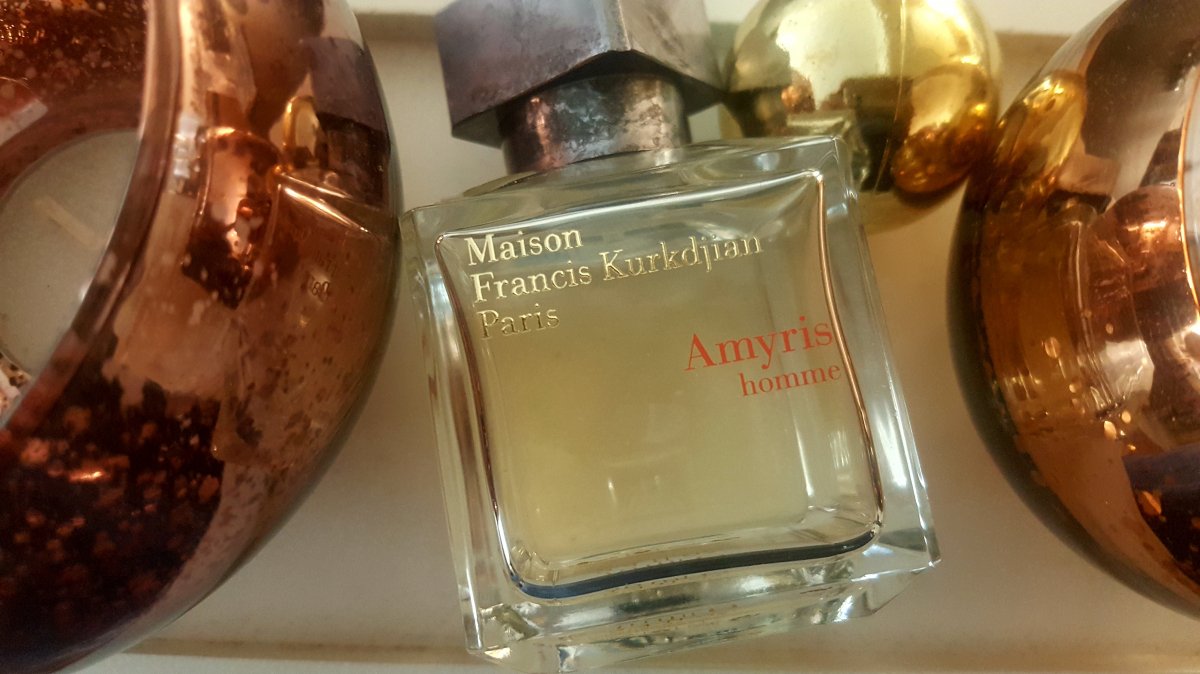 Maison
Francis Kurkdjian
Paris
Amyris
homme